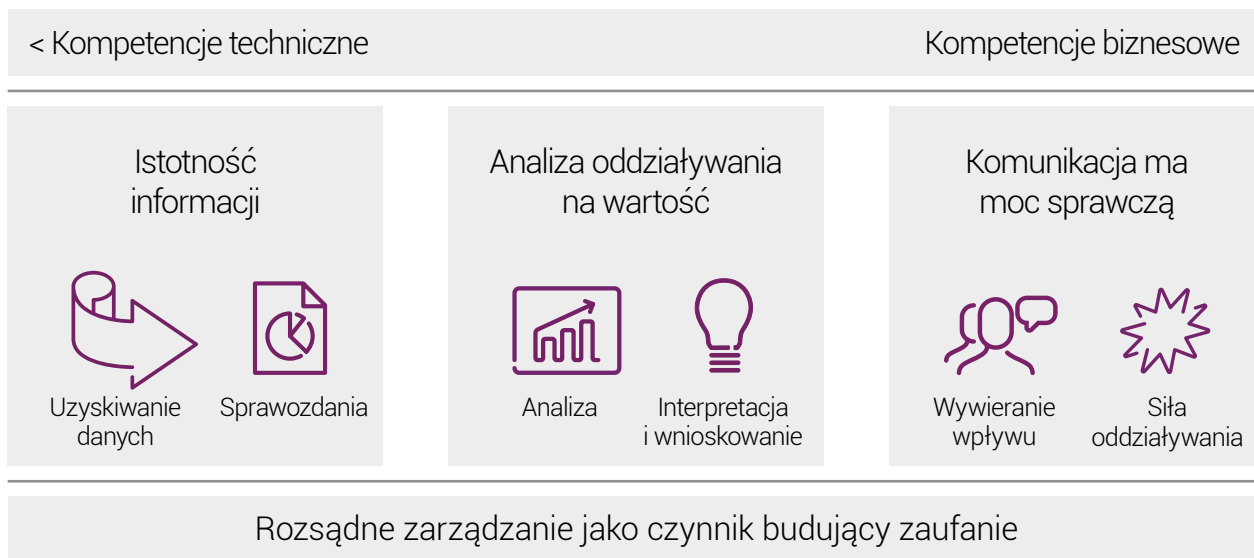 < Kompetencje techniczne
Kompetencje biznesowe
Istotność
informacji
Uzyskiwanie
danych
Sprawozdania
Analiza oddziaływania
na wartość
Analiza
Interpretacja
i wnioskowanie
Komunikacja ma
moc sprawczą
Wywieranie
wpływu
Siła
oddziaływania
Rozsądne zarządzanie jako czynnik budujący zaufanie